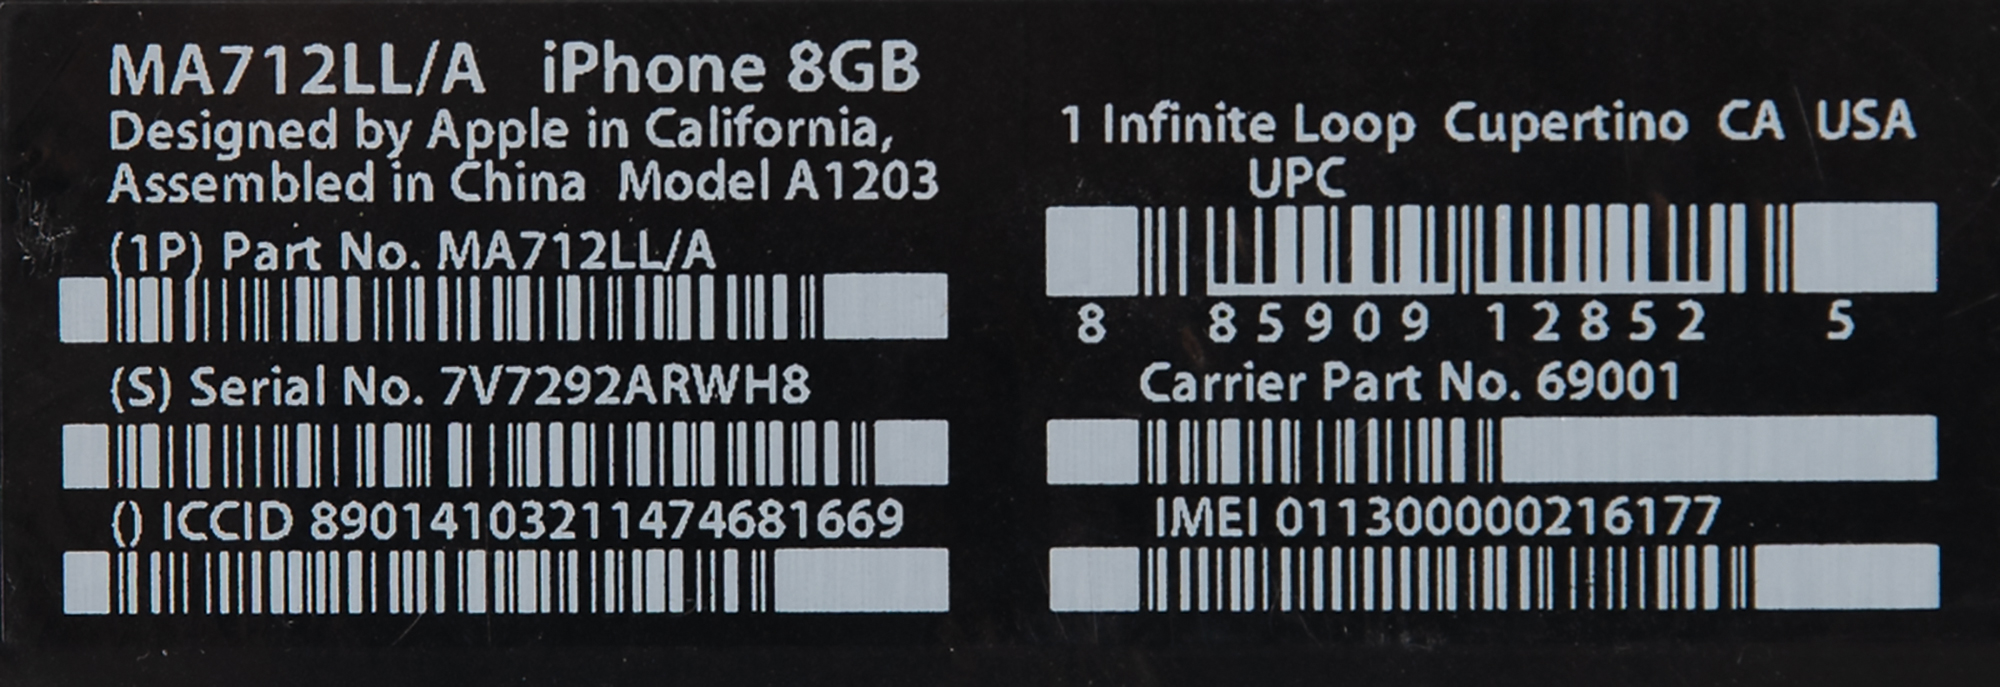 MA712LL/A iPhone 8GB
Designed by Apple in California,
Assembled in China Model A1203
(1P) Part No. MA712LL/A
(S) Serial No. 7V7292ARWH8
() ICCID 89014103211474681669
1 Infinite Loop Cupertino CA USA
UPC
8 85909 12852 5
Carrier Part No. 69001
IMEI 011300000216177